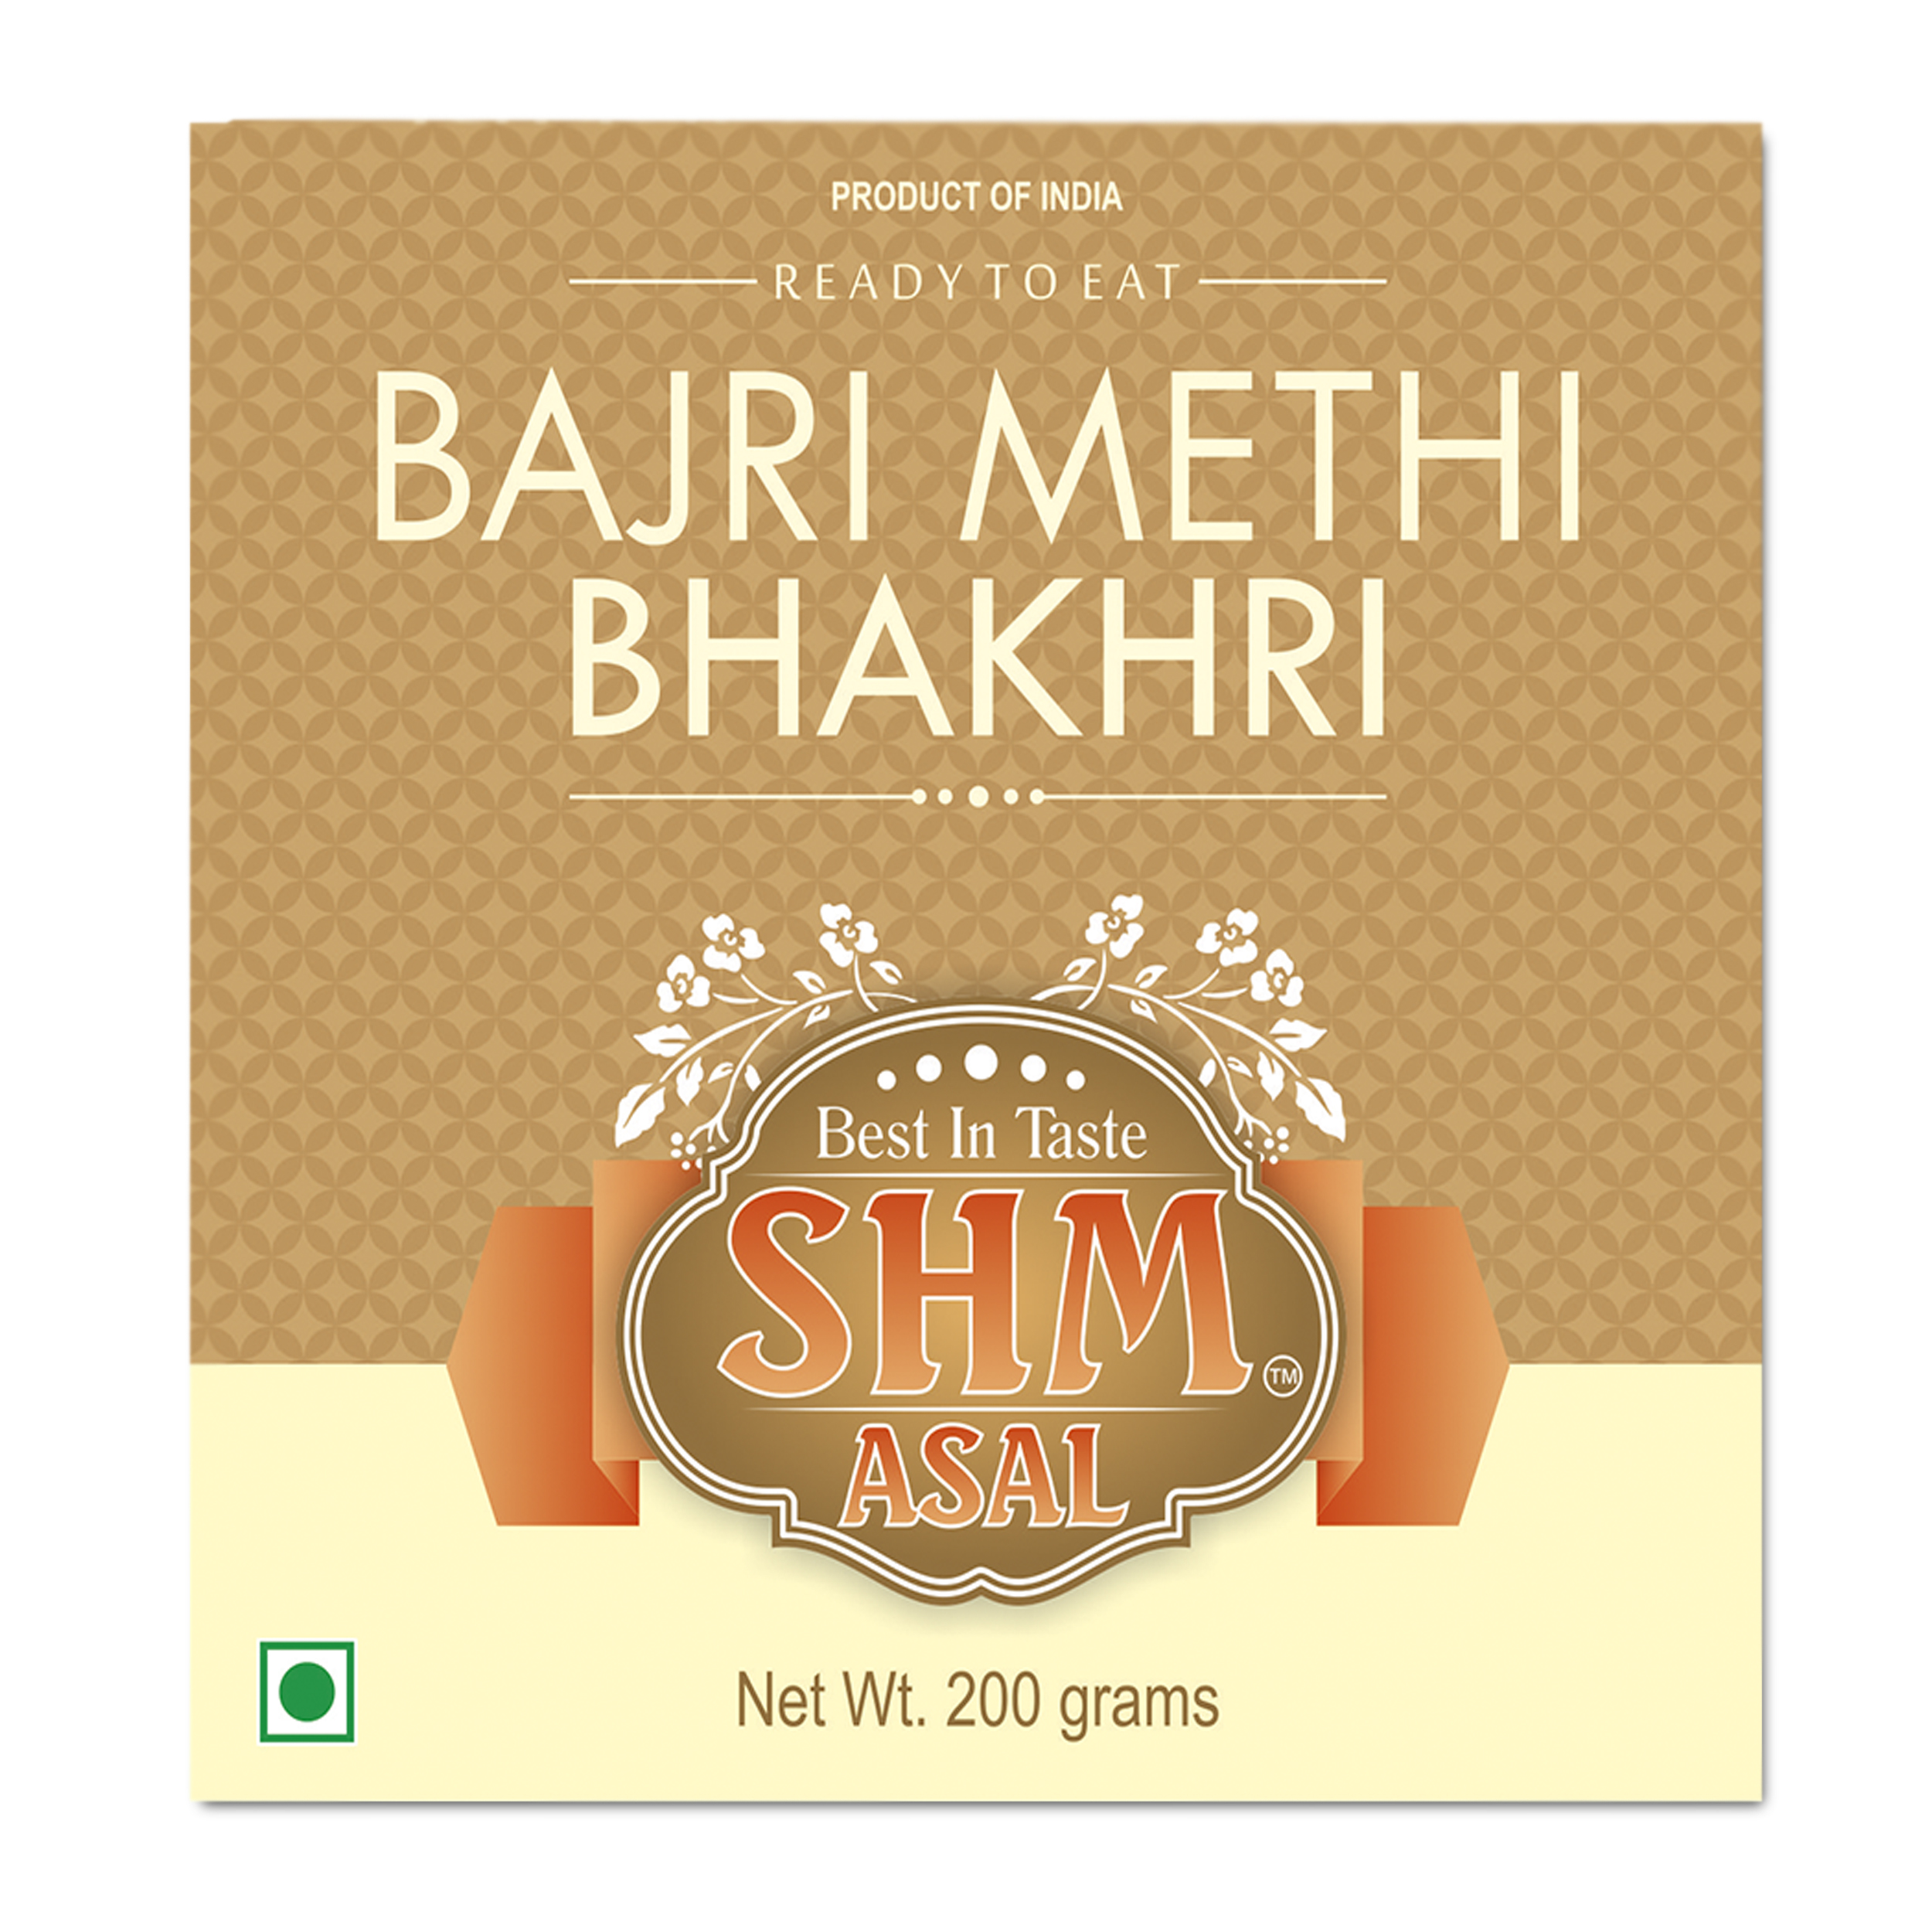 PRODUCT OF INDIA
READY TO EAT
BAJRI METHI
BHAKHRI
Best In Taste
SHM
TM
ASAL
Net Wt. 200 grams